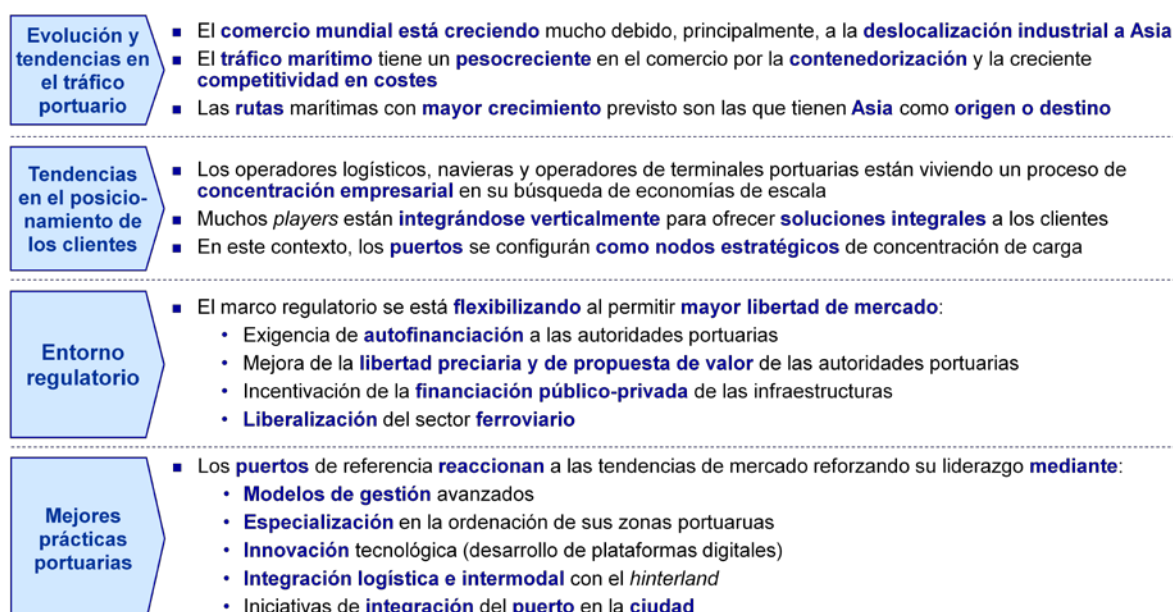 Evolución y
tendencias en
el tráfico
portuario
El comercio mundial está creciendo mucho debido, principalmente, a la deslocalización industrial a Asia
El tráfico marítimo tiene un pesocreciente en el comercio por la contenedorización y la creciente
competitividad en costes
Las rutas marítimas con mayor crecimiento previsto son las que tienen Asia como origen o destino
Tendencias
en el posicio-
namiento de
los clientes
Los operadores logísticos, navieras y operadores de terminales portuarias están viviendo un proceso de
concentración empresarial en su búsqueda de economías de escala
Muchos players están integrándose verticalmente para ofrecer soluciones integrales a los clientes
En este contexto, los puertos se configurán como nodos estratégicos de concentración de carga
Entorno
regulatorio
El marco regulatorio se está flexibilizando al permitir mayor libertad de mercado:
• Exigencia de autofinanciación a las autoridades portuarias
• Mejora de la libertad preciaria y de propuesta de valor de las autoridades portuarias
• Incentivación de la financiación público-privada de las infraestructuras
• Liberalización del sector ferroviario
Mejores
prácticas
portuarias
Los puertos de referencia reaccionan a las tendencias de mercado reforzando su liderazgo mediante:
• Modelos de gestión avanzados
• Especialización en la ordenación de sus zonas portuaruas
• Innovación tecnológica (desarrollo de plataformas digitales)
• Integración logística e intermodal con el hinterland
• Iniciativas de integración del puerto en la ciudad